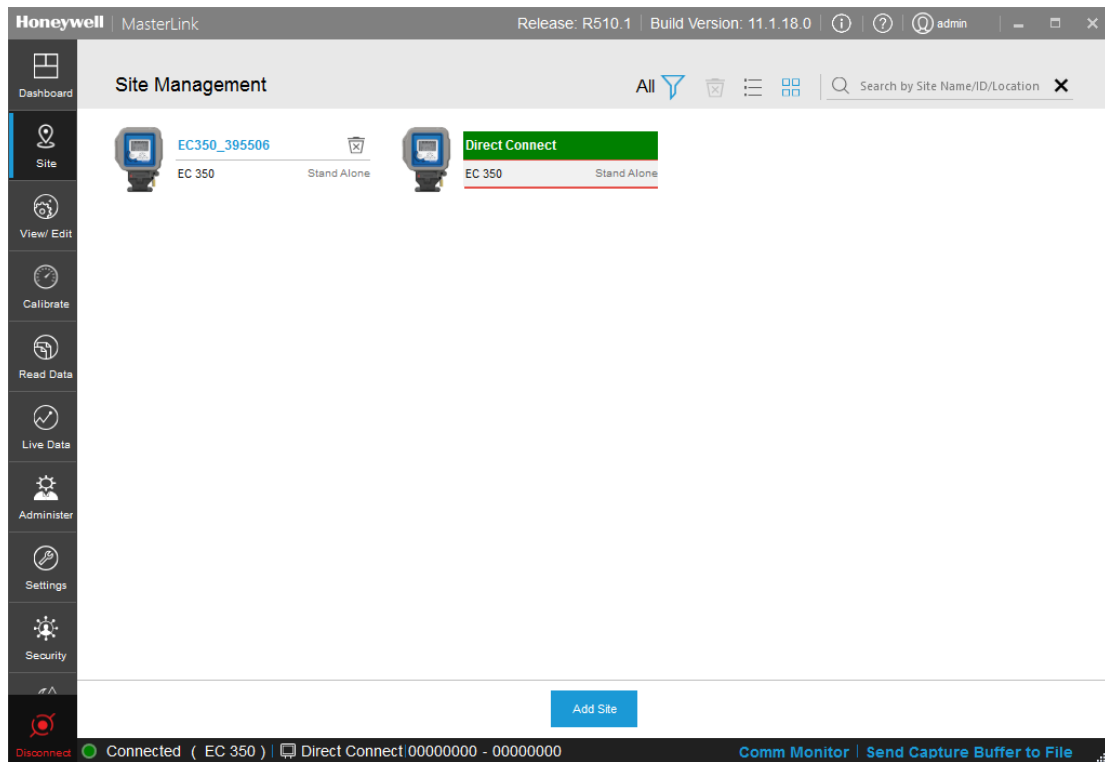 Honeywell | MasterLink Release: R510.1 | Build Version: 11.1.18.0 | admin
Dashboard
Site Management All Search by Site Name/ID/Location
Site
EC350_395506
EC 350 Stand Alone
Direct Connect
EC 350 Stand Alone
View/ Edit
Calibrate
Read Data
Live Data
Administer
Settings
Security
Add Site
Disconnect
Connected ( EC 350 ) | Direct Connect|00000000 - 00000000 Comm Monitor | Send Capture Buffer to File